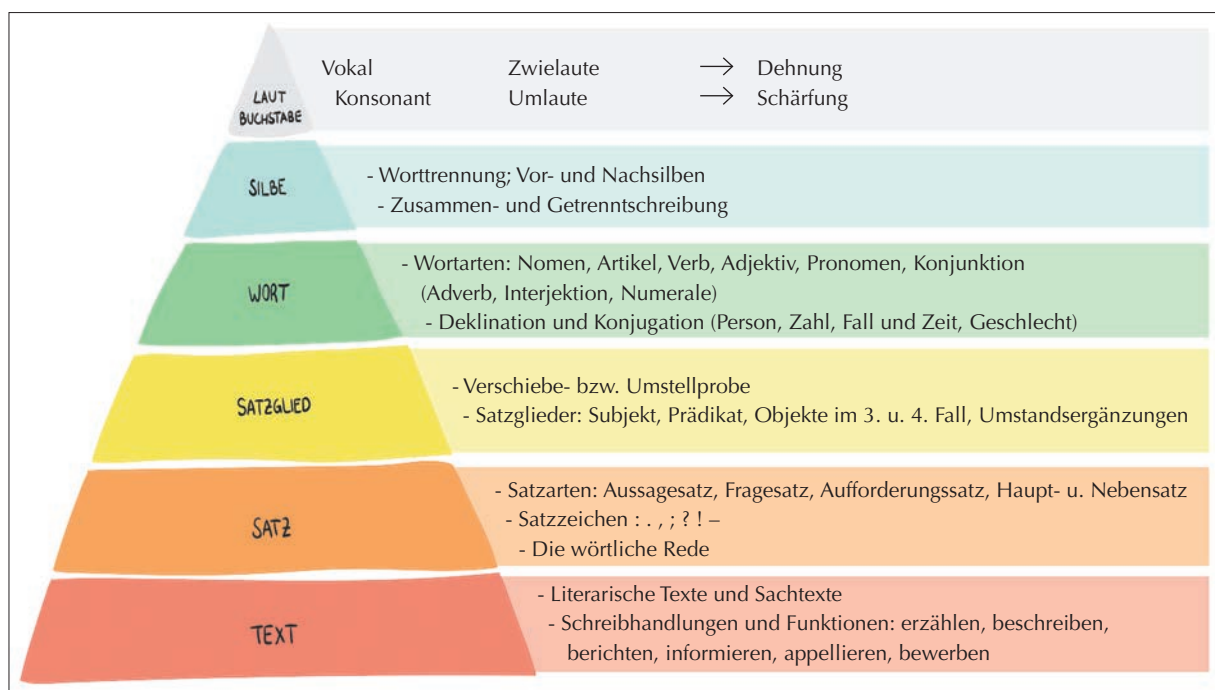 Vokal Zwielaute → Dehnung
LAUT Konsonant Umlaute → Schärfung
BUCHSTABE
- Worttrennung; Vor- und Nachsilben
SILBE
- Zusammen- und Getrenntschreibung
- Wortarten: Nomen, Artikel, Verb, Adjektiv, Pronomen, Konjunktion
WORT (Adverb, Interjektion, Numerale)
- Deklination und Konjugation (Person, Zahl, Fall und Zeit, Geschlecht)
- Verschiebe- bzw. Umstellprobe
SATZGLIED
- Satzglieder: Subjekt, Prädikat, Objekte im 3. u. 4. Fall, Umstandsergänzungen
- Satzarten: Aussagesatz, Fragesatz, Aufforderungssatz, Haupt- u. Nebensatz
SATZ - Satzzeichen : . , ; ? ! –
- Die wörtliche Rede
- Literarische Texte und Sachtexte
TEXT - Schreibhandlungen und Funktionen: erzählen, beschreiben,
berichten, informieren, appellieren, bewerben